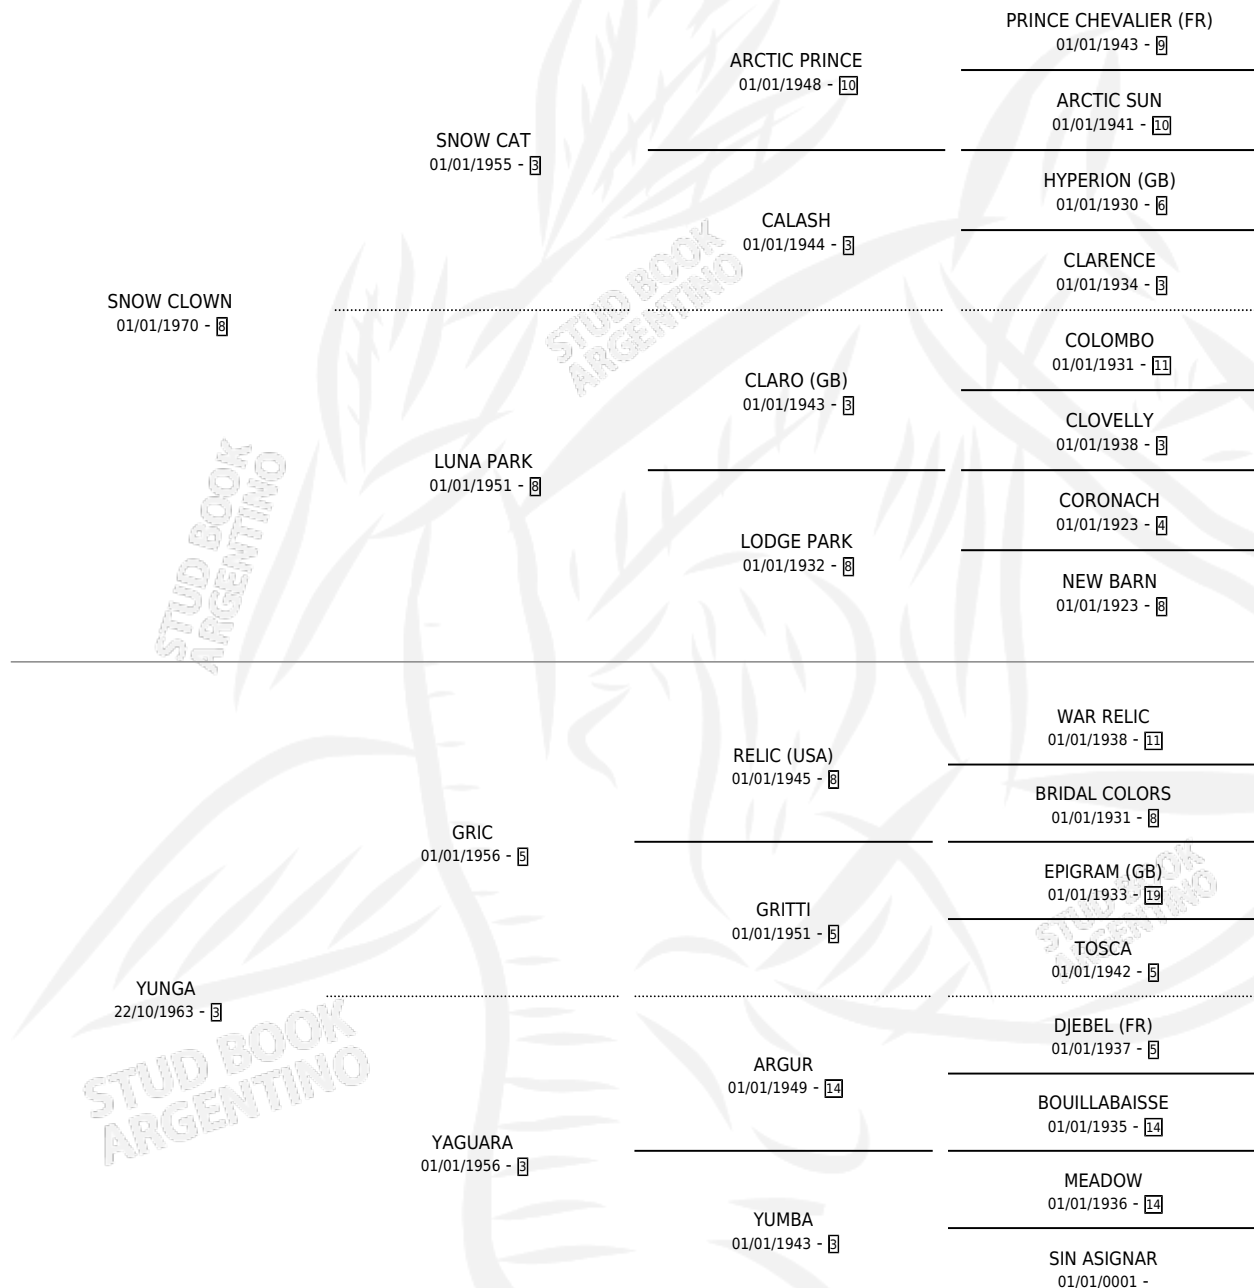 PRINCE CHEVALIER (FR)
01/01/1943 - 9
ARCTIC PRINCE
01/01/1948 - 10
ARCTIC SUN
01/01/1941 - 10
SNOW CAT
01/01/1955 - 3
HYPERION (GB)
01/01/1930 - 6
CALASH
01/01/1944 - 3
CLARENCE
01/01/1934 - 3
SNOW CLOWN
01/01/1970 - 8
COLOMBO
01/01/1931 - 11
CLARO (GB)
01/01/1943 - 3
CLOVELLY
01/01/1938 - 3
LUNA PARK
01/01/1951 - 8
CORONACH
01/01/1923 - 4
LODGE PARK
01/01/1932 - 8
NEW BARN
01/01/1923 - 8
WAR RELIC
01/01/1938 - 11
RELIC (USA)
01/01/1945 - 8
BRIDAL COLORS
01/01/1931 - 8
GRIC
01/01/1956 - 5
EPIGRAM (GB)
01/01/1933 - 19
GRITTI
01/01/1951 - 5
TOSCA
01/01/1942 - 5
YUNGA
22/10/1963 - 3
DJEBEL (FR)
01/01/1937 - 5
ARGUR
01/01/1949 - 14
BOUILLABAISSE
01/01/1935 - 14
YAGUARA
01/01/1956 - 3
MEADOW
01/01/1936 - 14
YUMBA
01/01/1943 - 3
SIN ASIGNAR
01/01/0001 -
STUD BOOK
ARGENTINO
STUD BOOK
ARGENTINO
STUD BOOK
ARGENTINO
STUD BOOK
ARGENTINO